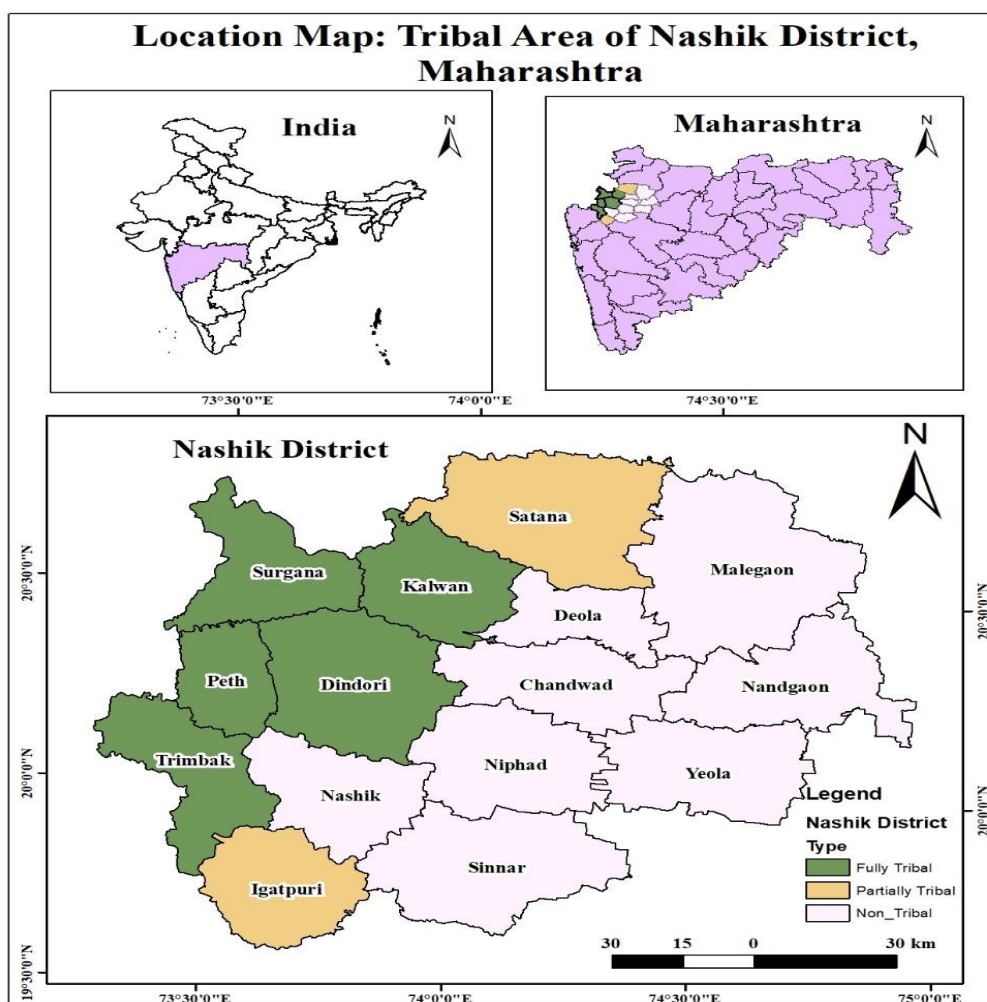 Location Map: Tribal Area of Nashik District,
Maharashtra
India
N
Maharashtra
N
73°30'0"E
74°0'0"E
74°30'0"E
Nashik District
N
Satana
Surgana
Kalwan
Malegaon
Deola
Peth
Dindori
Chandwad
Nandgaon
Trimbak
Nashik
Niphad
Yeola
Igatpuri
Sinnar
20°30'0"N
20°0'0"N
19°30'0"N
20°30'0"N
20°0'0"N
Legend
Nashik District
Type
Fully Tribal
Partially Tribal
Non_Tribal
30 15 0 30 km
73°30'0"E
74°0'0"E
74°30'0"E
75°0'0"E